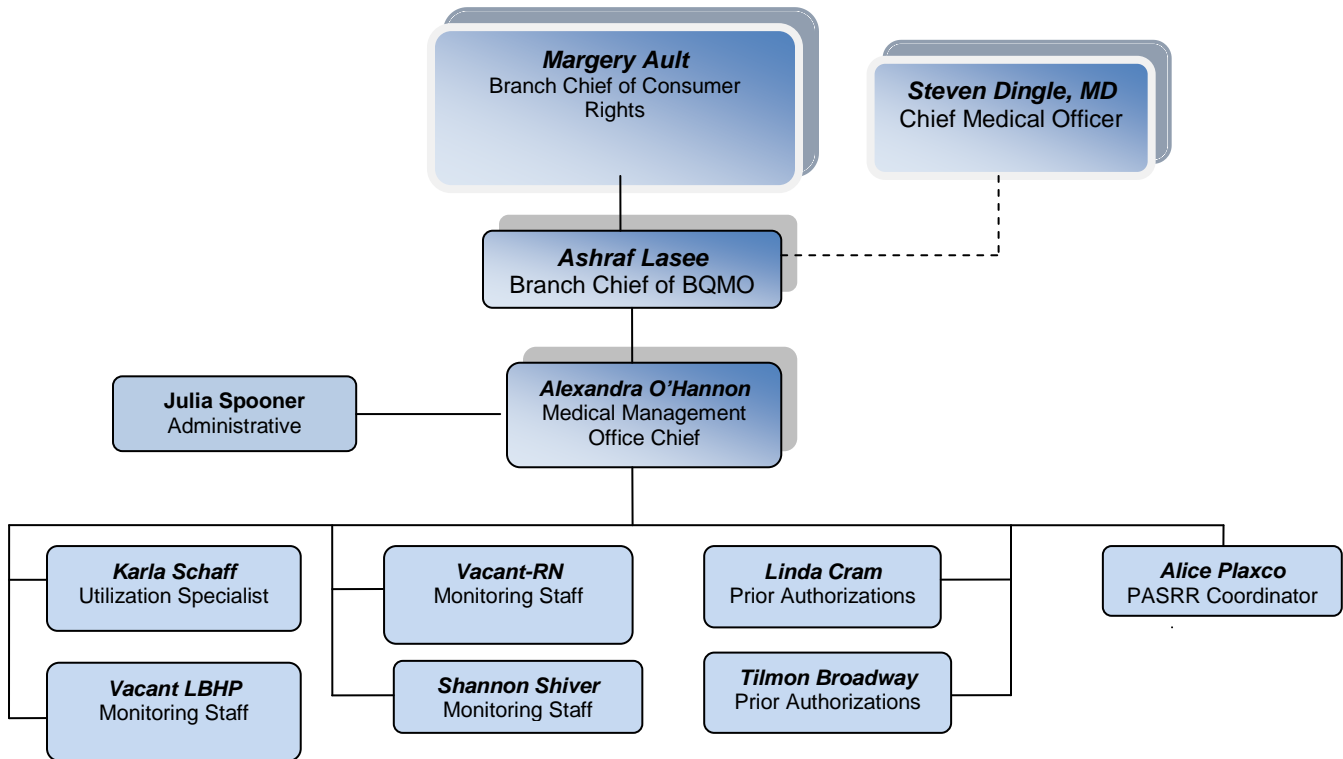 Margery Ault
Branch Chief of Consumer
Rights
Steven Dingle, MD
Chief Medical Officer
Ashraf Lasee
Branch Chief of BQMO
Julia Spooner
Administrative
Alexandra O’Hannon
Medical Management
Office Chief
Karla Schaff
Utilization Specialist
Vacant-RN
Monitoring Staff
Linda Cram
Prior Authorizations
Alice Plaxco
PASRR Coordinator
.
Vacant LBHP
Monitoring Staff
Shannon Shiver
Monitoring Staff
Tilmon Broadway
Prior Authorizations